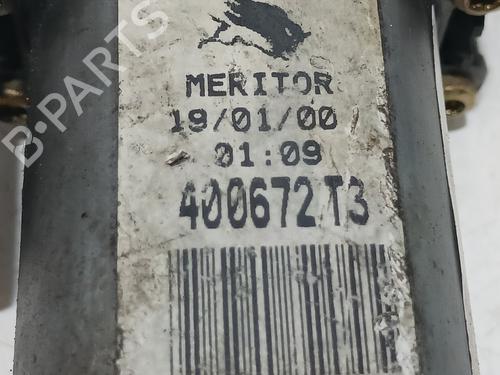 MERITOR
19/01/00
01:09
400672T3
B-PARTS